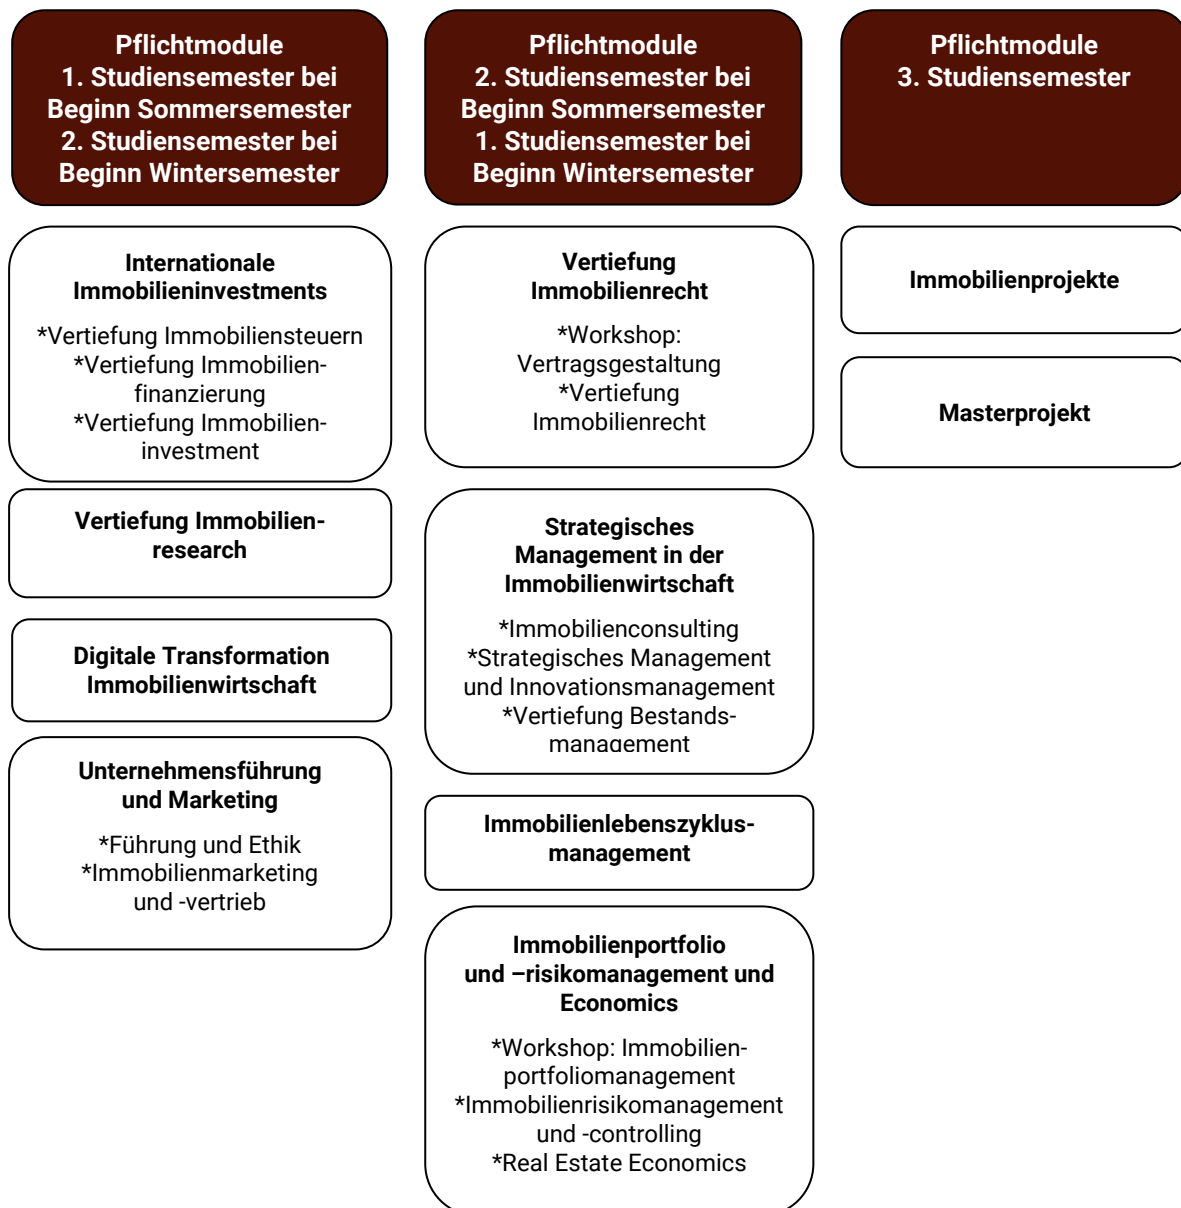 Pflichtmodule
1. Studiensemester bei
Beginn Sommersemester
2. Studiensemester bei
Beginn Wintersemester
Internationale
Immobilieninvestments
*Vertiefung Immobiliensteuern
*Vertiefung Immobilien-
finanzierung
*Vertiefung Immobilien-
investment
Vertiefung Immobilien-
research
Digitale Transformation
Immobilienwirtschaft
Unternehmensführung
und Marketing
*Führung und Ethik
*Immobilienmarketing
und -vertrieb
Pflichtmodule
2. Studiensemester bei
Beginn Sommersemester
1. Studiensemester bei
Beginn Wintersemester
Vertiefung
Immobilienrecht
*Workshop:
Vertragsgestaltung
*Vertiefung
Immobilienrecht
Strategisches
Management in der
Immobilienwirtschaft
*Immobilienconsulting
*Strategisches Management
und Innovationsmanagement
*Vertiefung Bestands-
management
Immobilienlebenszyklus-
management
Immobilienportfolio
und –risikomanagement und
Economics
*Workshop: Immobilien-
portfoliomanagement
*Immobilienrisikomanagement
und -controlling
*Real Estate Economics
Pflichtmodule
3. Studiensemester
Immobilienprojekte
Masterprojekt